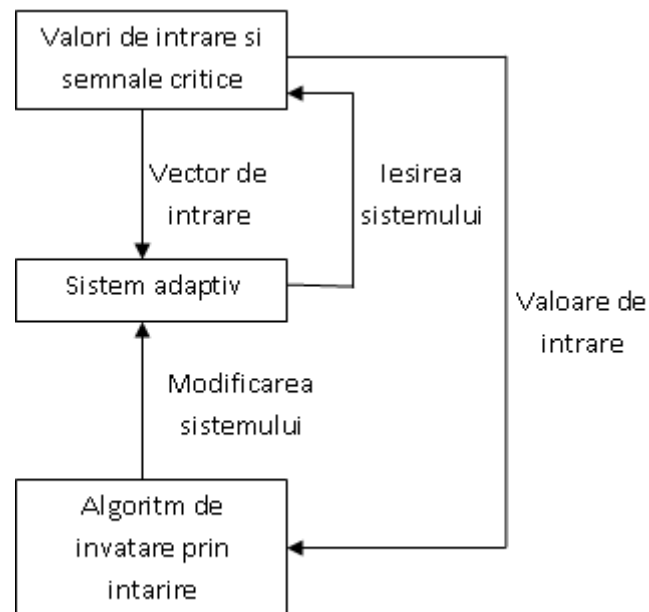 Valori de intrare si
semnale critice
Vector de
intrare
Iesirea
sistemului
Sistem adaptiv
Valoare de
intrare
Modificarea
sistemului
Algoritm de
invatare prin
intarire